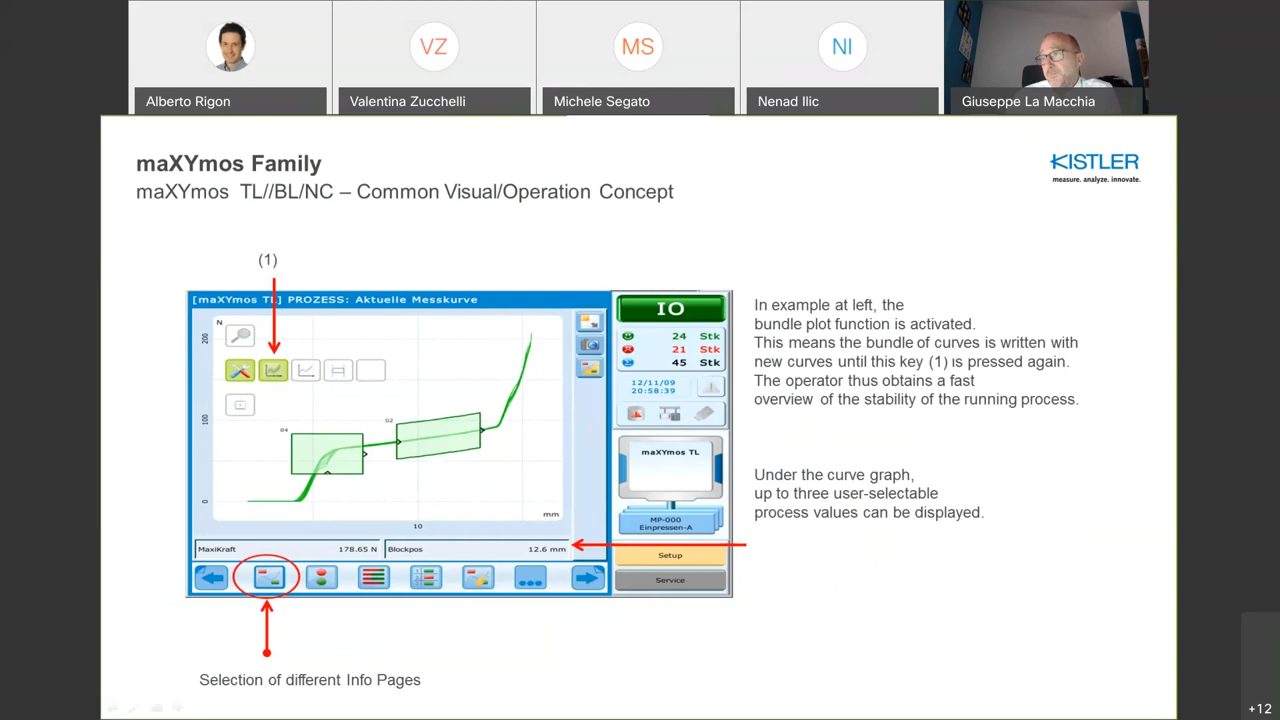 VZ
MS
NI
Alberto Rigon
Valentina Zucchelli
Michele Segato
Nenad Ilic
Giuseppe La Macchia
maXYmos Family
maXYmos TL//BL/NC – Common Visual/Operation Concept
KISTLER
measure. analyze. innovate.
(1)
[maXYmos TL] PROZESS: Aktuelle Messkurve
N
200
100
0
04
02
10
mm
MaxiKraft 178.65 N
Blockpos 12.6 mm
IO
24 Stk
21 Stk
45 Stk
12/11/09
20:58:39
maXYmos TL
MP-000
Einpressen-A
Setup
Service
In example at left, the
bundle plot function is activated.
This means the bundle of curves is written with
new curves until this key (1) is pressed again.
The operator thus obtains a fast
overview of the stability of the running process.
Under the curve graph,
up to three user-selectable
process values can be displayed.
Selection of different Info Pages
+12